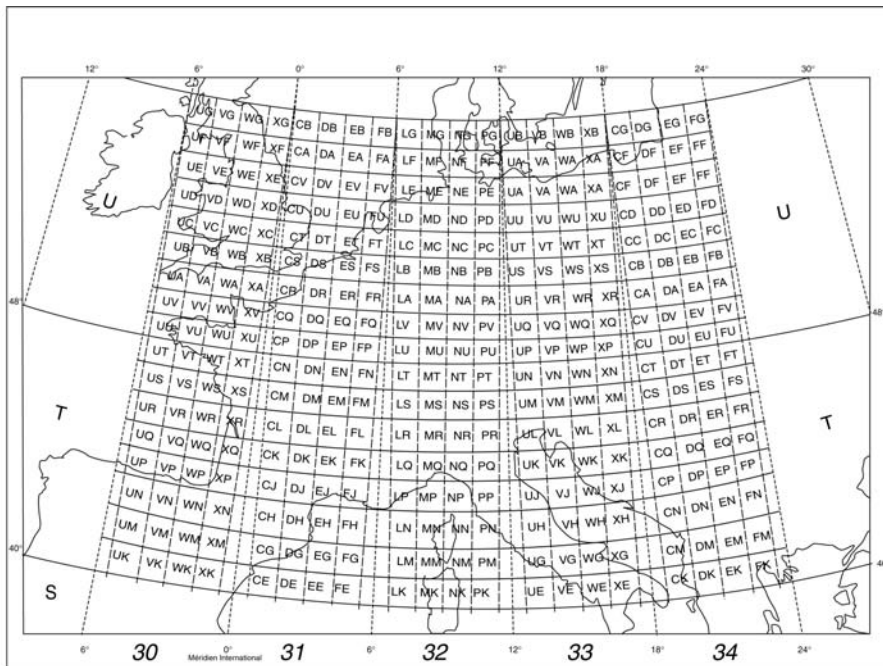 12° 6° 0° 6° 12° 18° 24° 30°
UG VG WG XG CB DB EB FB LG MG NG PG UB VB WB XB CG DG EG FG
UF VF WF XF CA DA EA FA LF MF NF PF UA VA WA XA CF DF EF FF
UE VE WE XE CV DV EV FV LE ME NE PE UA VA WA XA CF DF EF FF
U UD VD WD XD CU DU EU FU LD MD ND PD UU VU WU XU CD DD ED FD U
UC VC WC XC CT DT ET FT LC MC NC PC UT VT WT XT CC DC EC FC
UB VB WB XB CS DS ES FS LB MB NB PB US VS WS XS CB DB EB FB
48° UA VA WA XA CR DR ER FR LA MA NA PA UR VR WR XR CA DA EA FA 48°
UV VV WV XV CQ DQ EQ FQ LV MV NV PV UQ VQ WQ XQ CV DV EV FV
UU VU WU XU CP DP EP FP LU MU NU PU UP VP WP XP CU DU EU FU
UT VT WT XT CN DN EN FN LT MT NT PT UN VN WN XN CT DT ET FT
US VS WS XS CM DM EM FM LS MS NS PS UM VM WM XM CS DS ES FS
T UR VR WR XR CL DL EL FL LR MR NR PR UL VL WL XL CR DR ER FR T
UQ VQ WQ XQ CK DK EK FK LQ MQ NQ PQ UK VK WK XK CQ DQ EQ FQ
UP VP WP XP CJ DJ EJ FJ LP MP NP PP UJ VJ WJ XJ CP DP EP FP
UN VN WN XN CH DH EH FH LN MN NN PN UH VH WH XH CN DN EN FN
40° UM VM WM XM CG DG EG FG LM MM NM PM UG VG WG XG CM DM EM FM
UK VK WK XK CE DE EE FE LK MK NK PK UE VE WE XE CK DK EK FK
S
6° 30 0° 31 6° 32 12° 33 18° 34 24°
Méridien International